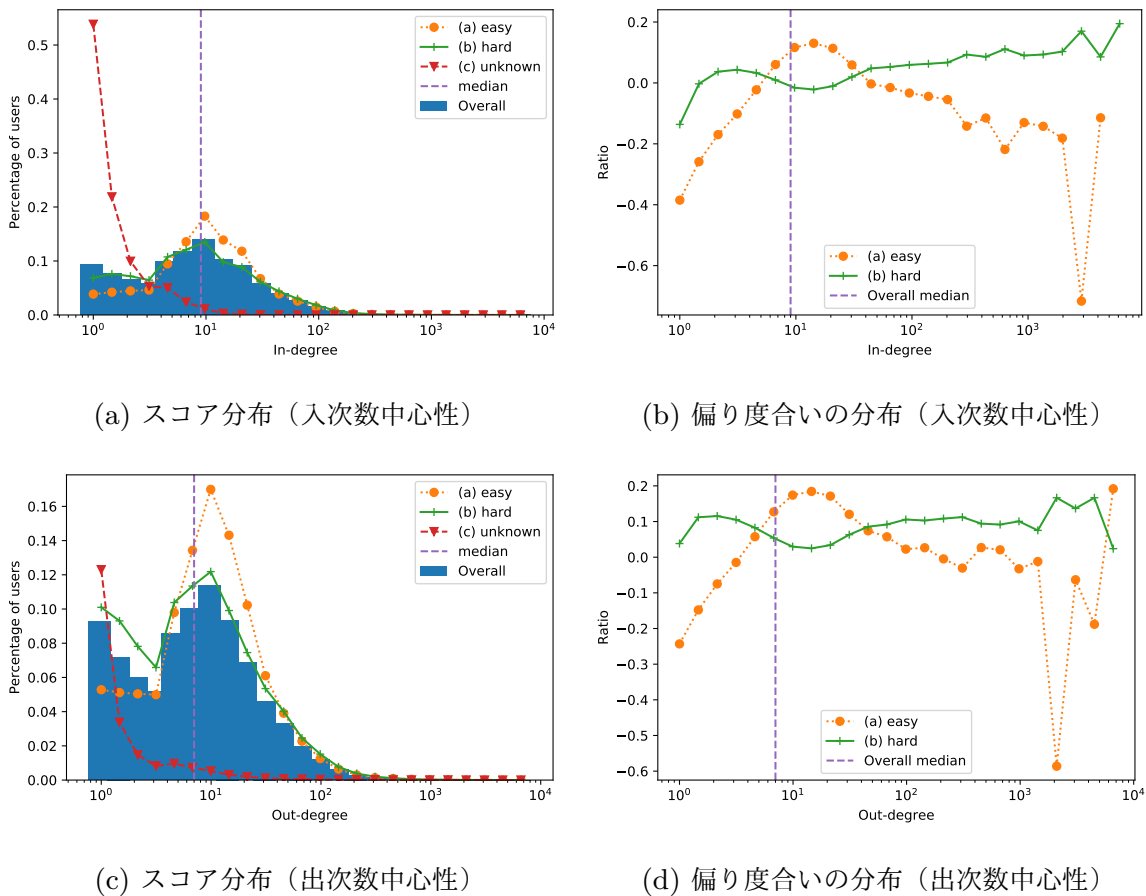 0.5
0.4
0.3
0.2
0.1
0.0
Percentage of users
10^0
10^1
10^2
10^3
10^4
In-degree
(a) easy
(b) hard
(c) unknown
median
Overall
(a) スコア分布（入次数中心性）
0.2
0.0
−0.2
−0.4
−0.6
Ratio
10^0
10^1
10^2
10^3
In-degree
(a) easy
(b) hard
Overall median
(b) 偏り度合いの分布（入次数中心性）
0.16
0.14
0.12
0.10
0.08
0.06
0.04
0.02
0.00
Percentage of users
10^0
10^1
10^2
10^3
10^4
Out-degree
(a) easy
(b) hard
(c) unknown
median
Overall
(c) スコア分布（出次数中心性）
0.2
0.1
0.0
−0.1
−0.2
−0.3
−0.4
−0.5
−0.6
Ratio
10^0
10^1
10^2
10^3
10^4
Out-degree
(a) easy
(b) hard
Overall median
(d) 偏り度合いの分布（出次数中心性）